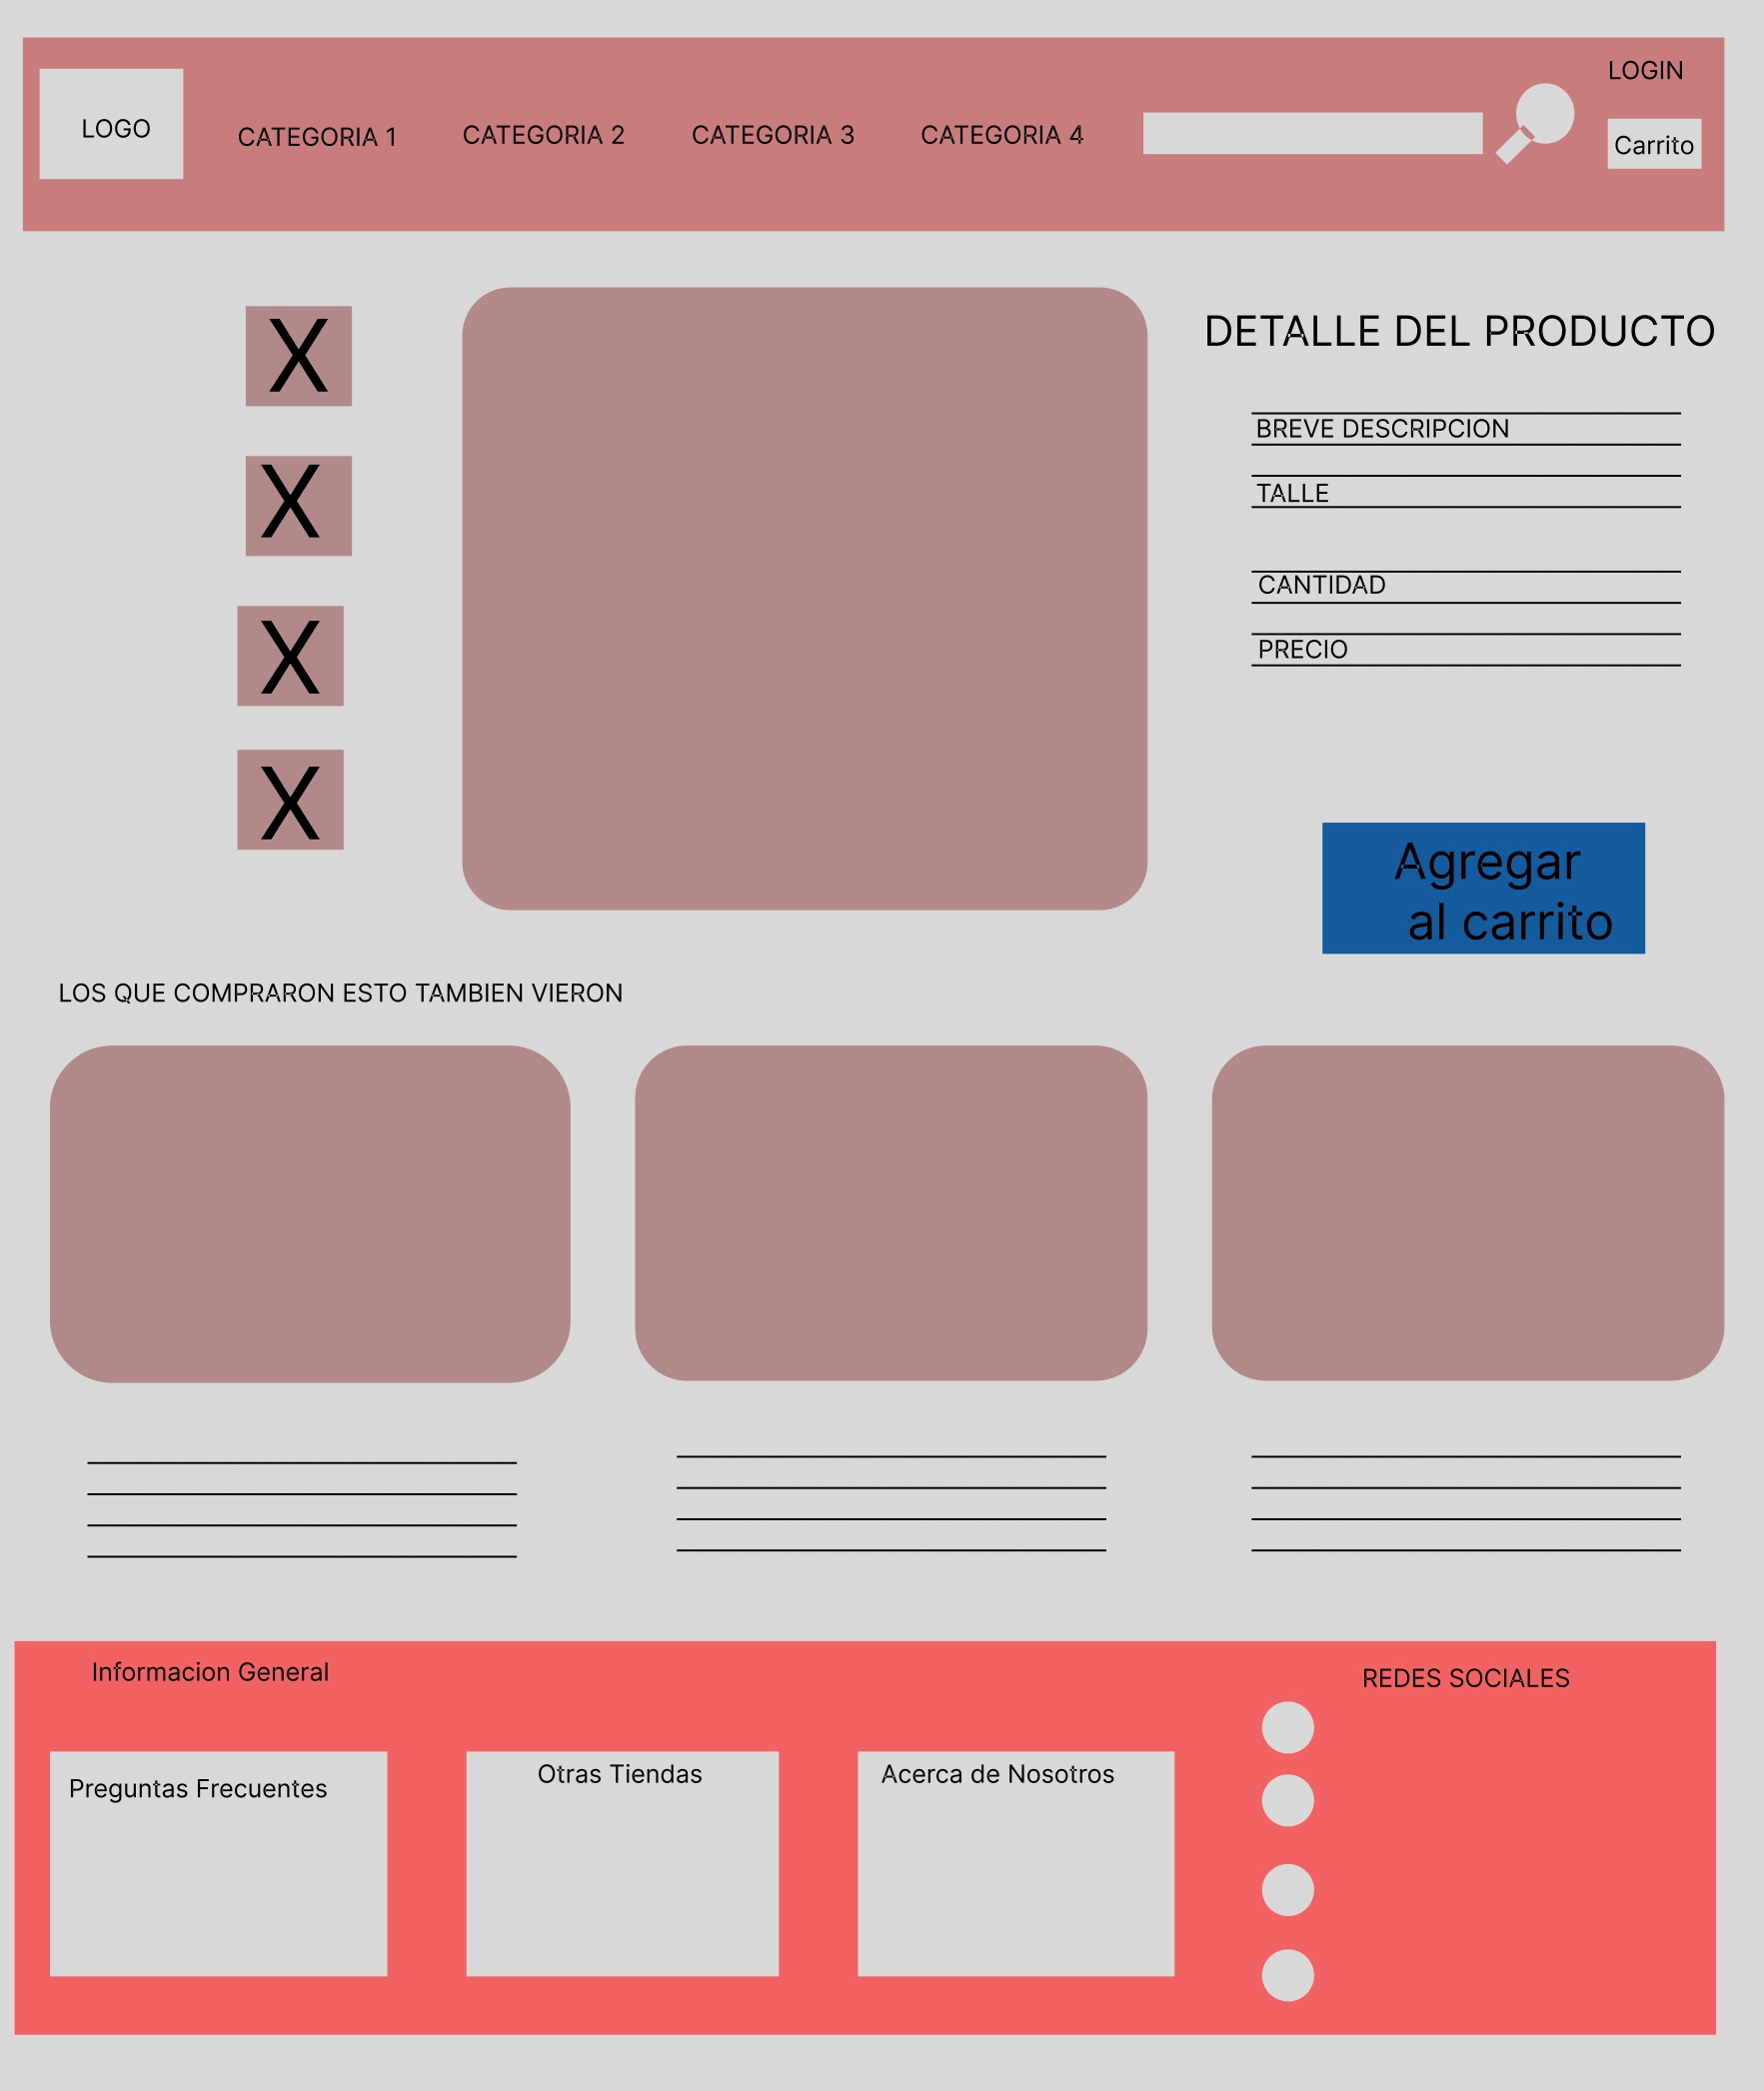 LOGO
CATEGORIA 1
CATEGORIA 2
CATEGORIA 3
CATEGORIA 4
LOGIN
Carrito
X
X
X
X
DETALLE DEL PRODUCTO
BREVE DESCRIPCION
TALLE
CANTIDAD
PRECIO
Agregar
al carrito
LOS QUE COMPRARON ESTO TAMBIEN VIERON
Informacion General
REDES SOCIALES
Preguntas Frecuentes
Otras Tiendas
Acerca de Nosotros